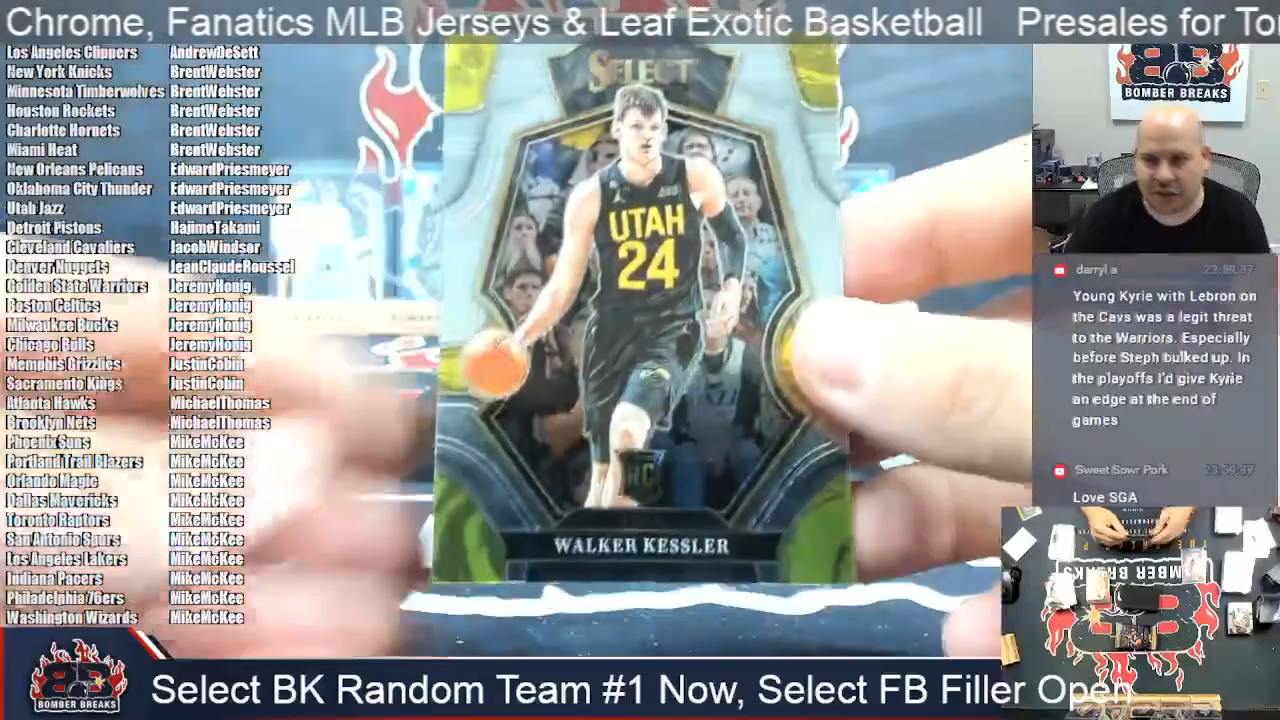 Chrome, Fanatics MLB Jerseys & Leaf Exotic Basketball Presales for To
Los Angeles Clippers AndrewDeSett
New York Knicks BrentWebster
Minnesota Timberwolves BrentWebster
Houston Rockets BrentWebster
Charlotte Hornets BrentWebster
Miami Heat BrentWebster
New Orleans Pelicans EdwardPriesmeyer
Oklahoma City Thunder EdwardPriesmeyer
Utah Jazz EdwardPriesmeyer
Detroit Pistons HajimeTakami
Cleveland Cavaliers JacobWindsor
Denver Nuggets JeanClaudeRoussel
Golden State Warriors JeremyHonig
Boston Celtics JeremyHonig
Milwaukee Bucks JeremyHonig
Chicago Bulls JeremyHonig
Memphis Grizzlies JustinCobin
Sacramento Kings JustinCobin
Atlanta Hawks MichaelThomas
Brooklyn Nets MichaelThomas
Phoenix Suns MikeMcKee
Portland Trail Blazers MikeMcKee
Orlando Magic MikeMcKee
Dallas Mavericks MikeMcKee
Toronto Raptors MikeMcKee
San Antonio Spurs MikeMcKee
Los Angeles Lakers MikeMcKee
Indiana Pacers MikeMcKee
Philadelphia 76ers MikeMcKee
Washington Wizards MikeMcKee
SELECT
UTAH
24
RC
WALKER KESSLER
BOMBER BREAKS
darryl a 23:59:37
Young Kyrie with Lebron on
the Cavs was a legit threat
to the Warriors. Especially
before Steph bulked up. In
the playoffs I'd give Kyrie
an edge at the end of
games
Sweet Sowr Pork 23:59:37
Love SGA
BOMBER BREAKS
BOMBER BREAKS
Select BK Random Team #1 Now, Select FB Filler Open